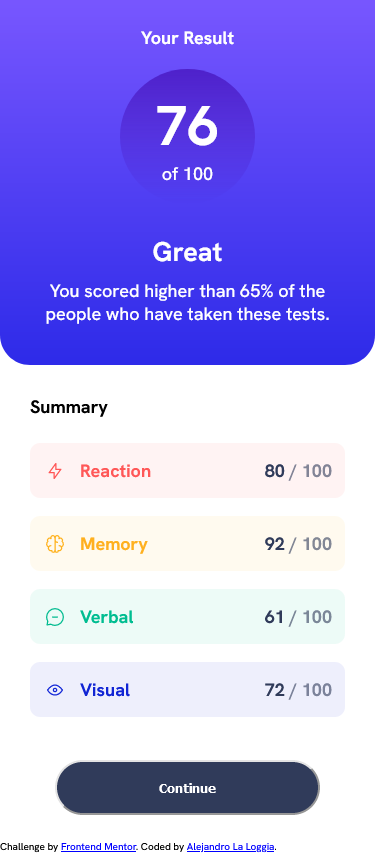 Your Result
76
of 100
Great
You scored higher than 65% of the
people who have taken these tests.
Summary
Reaction 80 / 100
Memory 92 / 100
Verbal 61 / 100
Visual 72 / 100
Continue
Challenge by Frontend Mentor. Coded by Alejandro La Loggia.